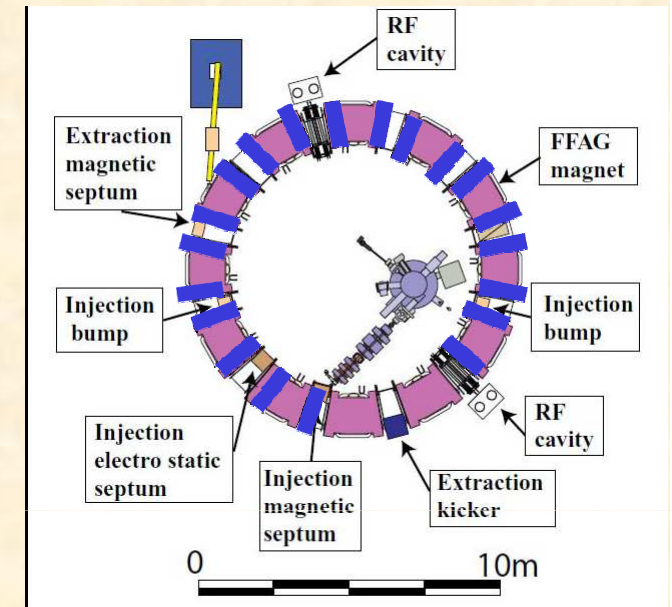 RF
cavity
Extraction
magnetic
septum
FFAG
magnet
Injection
bump
Injection
bump
RF
cavity
Injection
electro static
septum
Injection
magnetic
septum
Extraction
kicker
0
10m